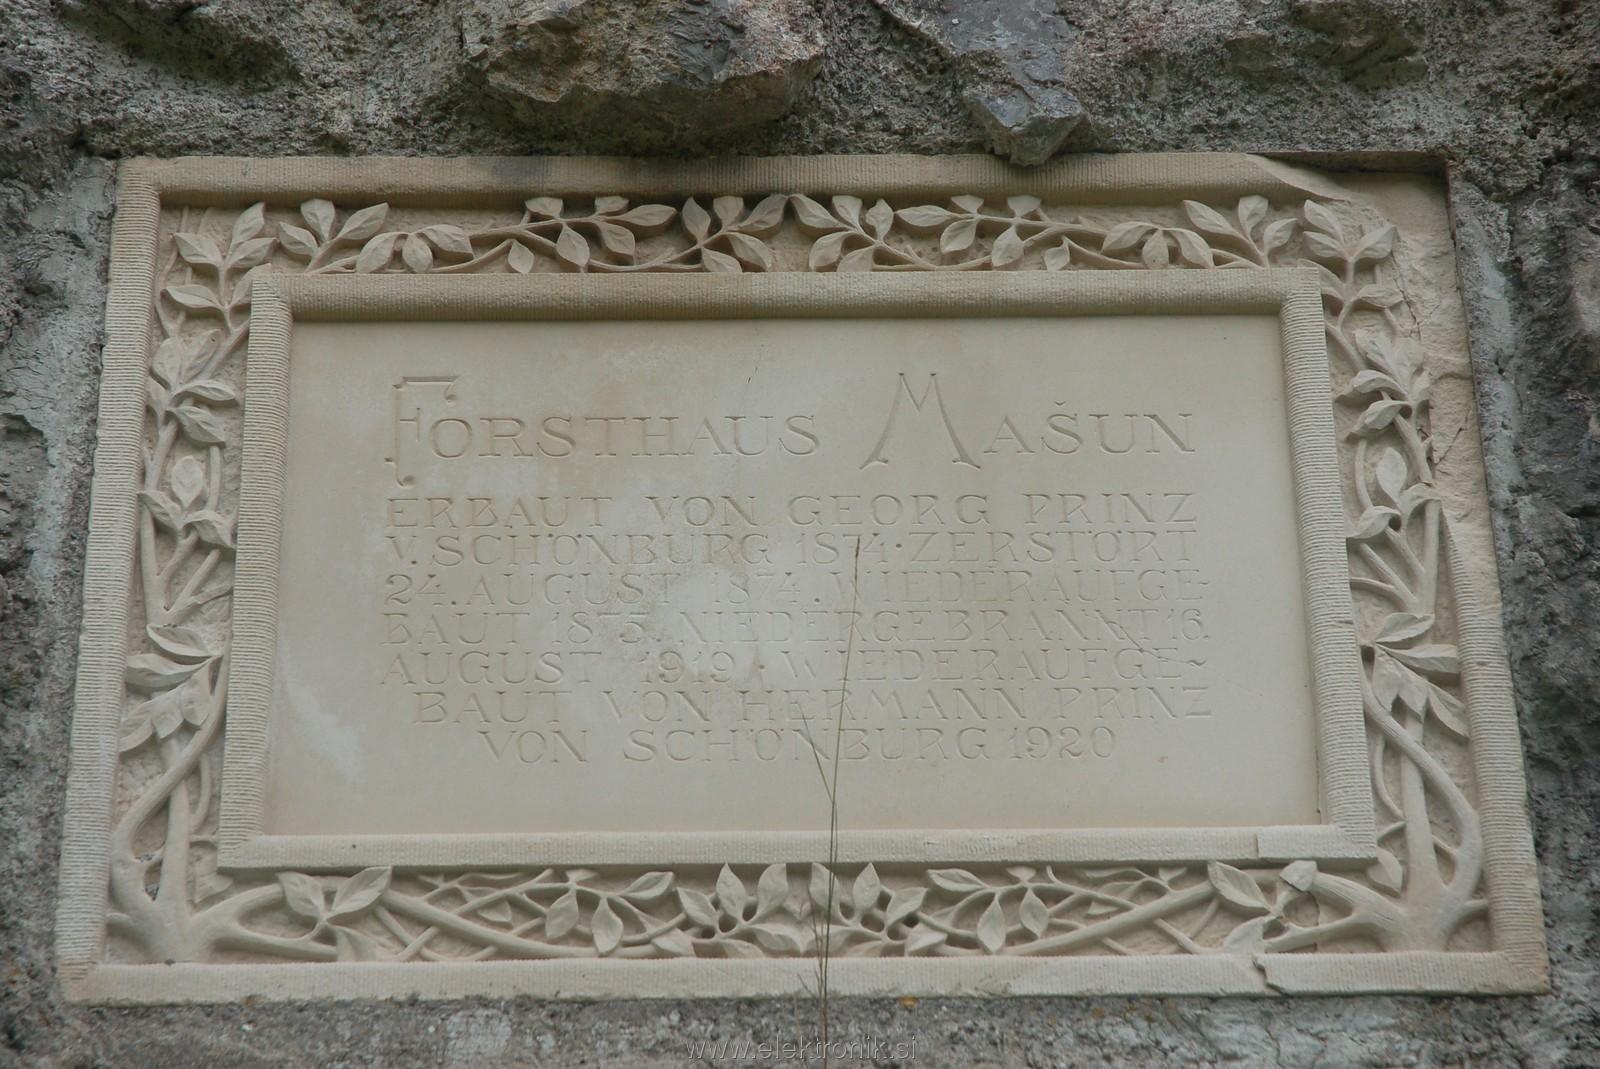 FORSTHAUS MAŠUN
ERBAUT VON GEORG PRINZ
V. SCHÖNBURG 1874·ZERSTÖRT
24. AUGUST 1874. WIEDERAUFGE-
BAUT 1875. NIEDERGEBRANNT 16.
AUGUST 1919·WIEDERAUFGE~
BAUT VON HERMANN PRINZ
VON SCHÖNBURG 1920
www.elektronik.si